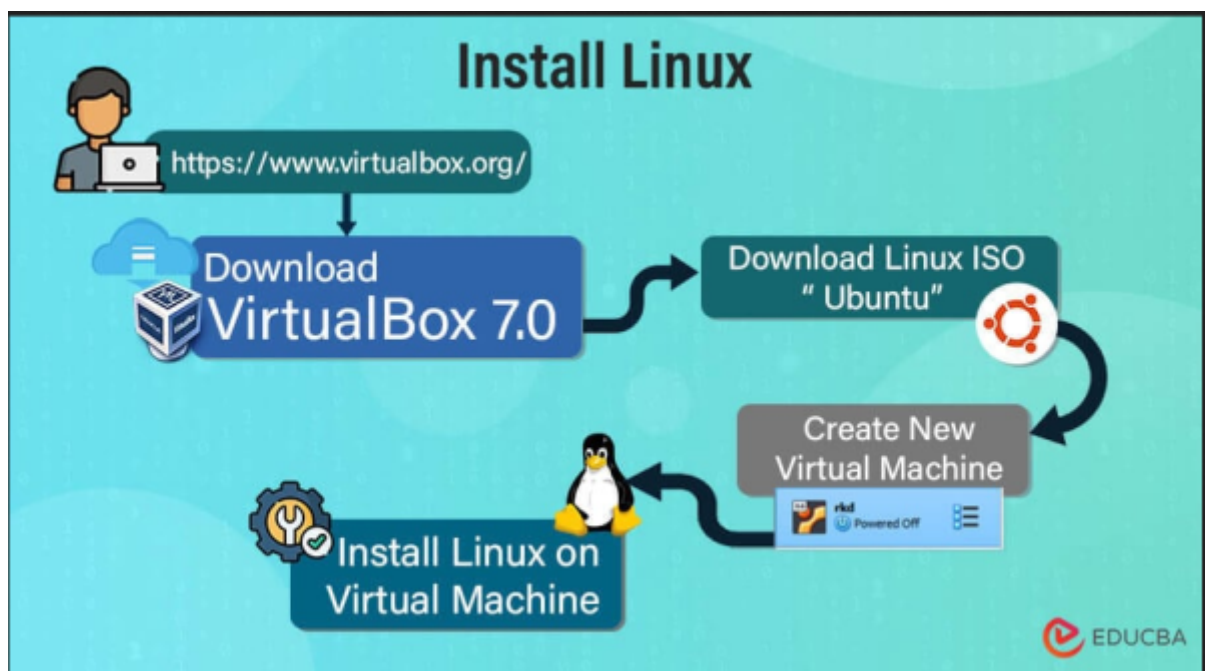 Install Linux
https://www.virtualbox.org/
Download
VirtualBox 7.0
Download Linux ISO
“ Ubuntu”
Create New
Virtual Machine
rkd
Powered Off
Install Linux on
Virtual Machine
EDUCBA